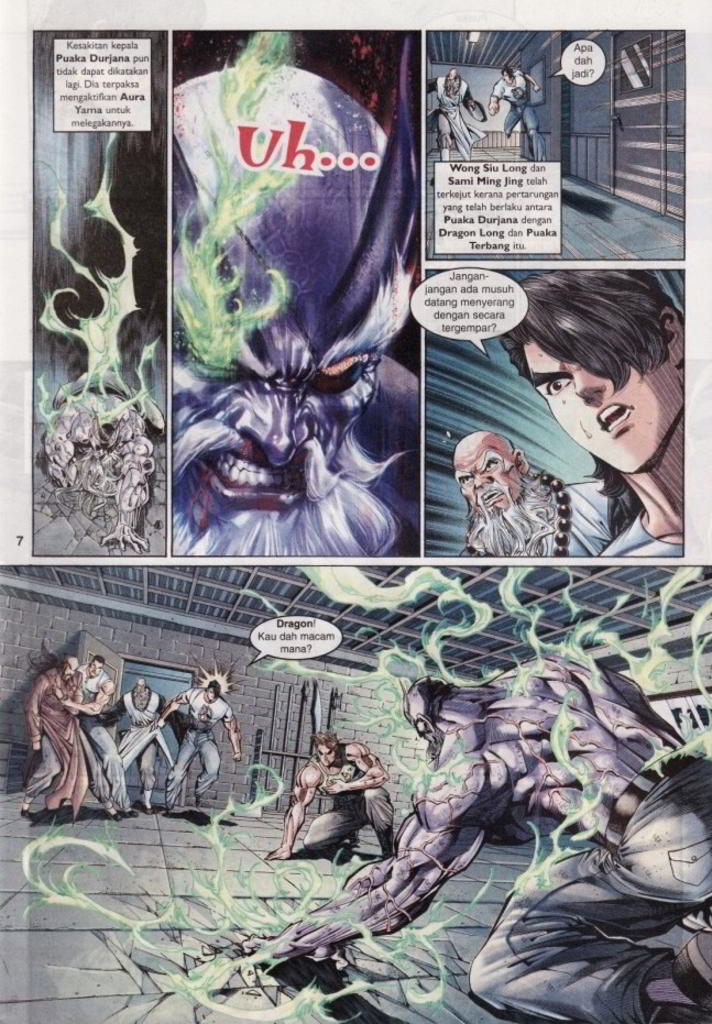 Kesakitan kepala
Puaka Durjana pun
tidak dapat dikatakan
lagi. Dia terpaksa
mengaktifkan Aura
Yama untuk
melegakannya.
Uh...
Apa
dah
jadi?
Wong Siu Long dan
Sami Ming Jing telah
terkejut kerana pertarungan
yang telah berlaku antara
Puaka Durjana dengan
Dragon Long dan Puaka
Terbang itu.
Jangan-
jangan ada musuh
datang menyerang
dengan secara
tergempar?
7
Dragon!
Kau dah macam
mana?